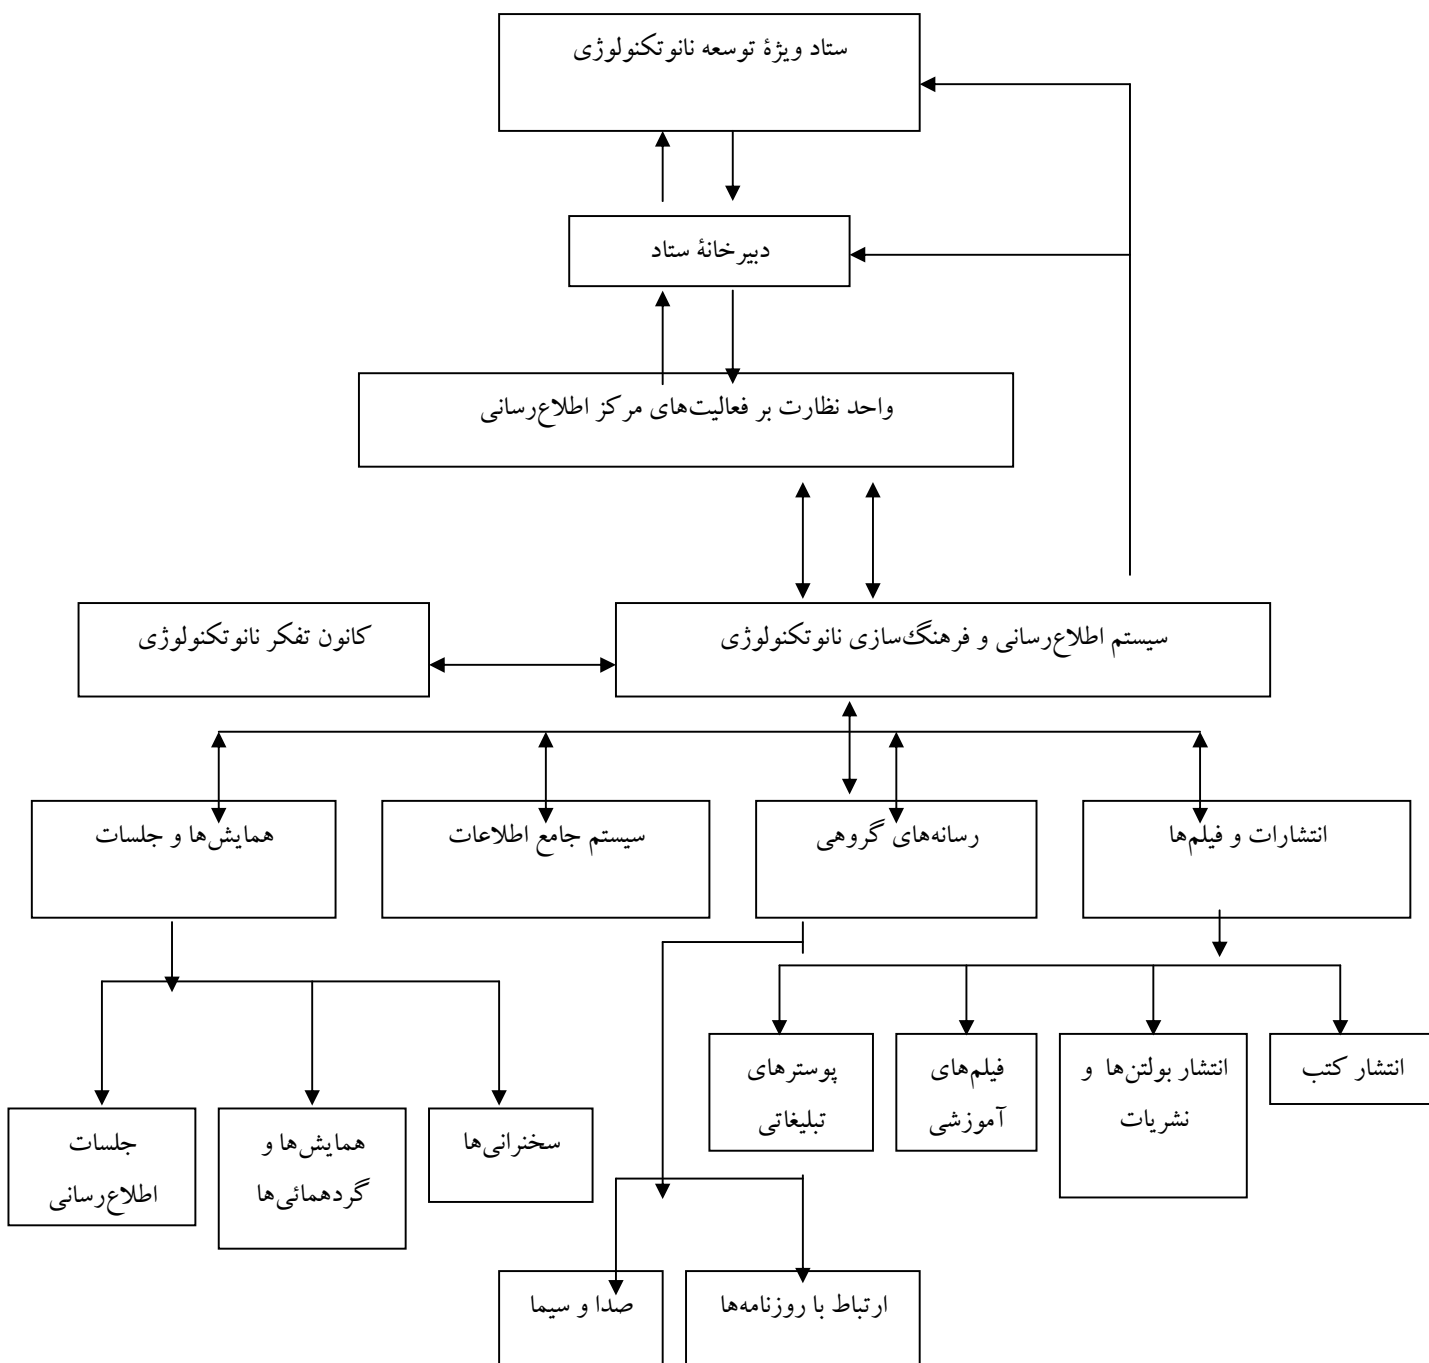 ستاد ویژهٔ توسعه نانوتکنولوژی
دبیرخانهٔ ستاد
واحد نظارت بر فعالیت‌های مرکز اطلاع‌رسانی
سیستم اطلاع‌رسانی و فرهنگ‌سازی نانوتکنولوژی
کانون تفکر نانوتکنولوژی
انتشارات و فیلم‌ها
رسانه‌های گروهی
سیستم جامع اطلاعات
همایش‌ها و جلسات
انتشار کتب
انتشار بولتن‌ها و
نشریات
فیلم‌های
آموزشی
پوسترهای
تبلیغاتی
سخنرانی‌ها
همایش‌ها و
گردهمائی‌ها
جلسات
اطلاع‌رسانی
ارتباط با روزنامه‌ها
صدا و سیما